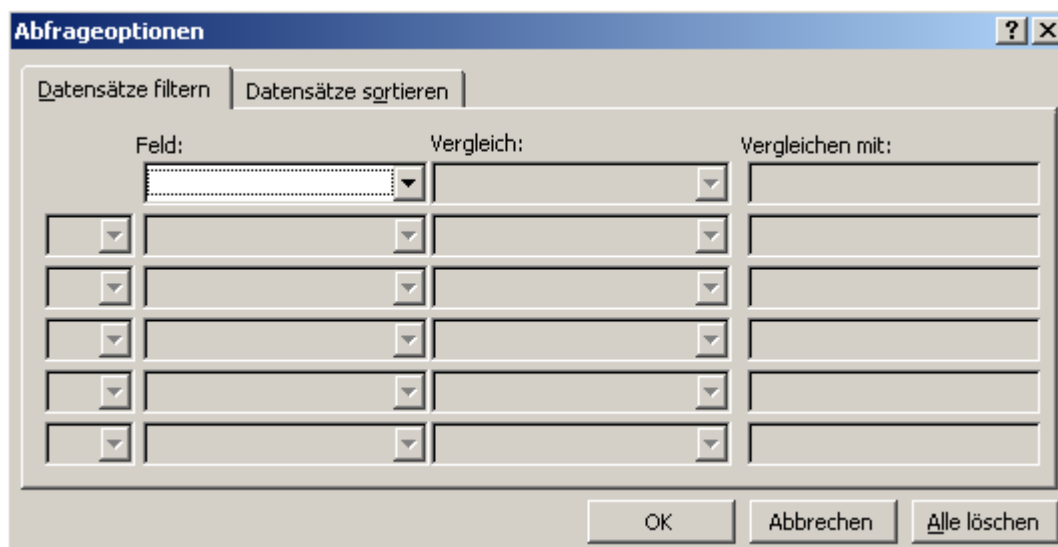 Abfrageoptionen
Datensätze filtern
Datensätze sortieren
Feld:
Vergleich:
Vergleichen mit:
OK
Abbrechen
Alle löschen